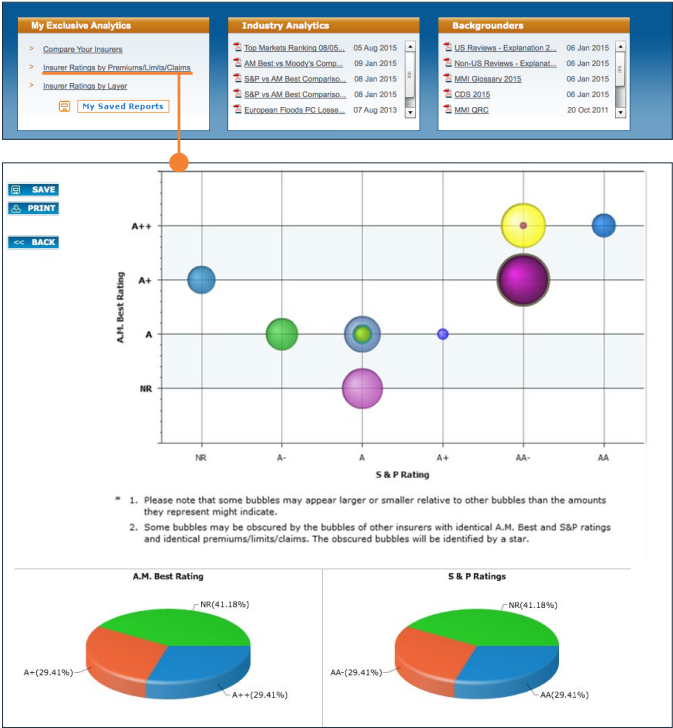 My Exclusive Analytics
> Compare Your Insurers
> Insurer Ratings by Premiums/Limits/Claims
> Insurer Ratings by Layer
My Saved Reports
Industry Analytics
Top Markets Ranking 08/05... 05 Aug 2015
AM Best vs Moody's Comp... 09 Jan 2015
S&P vs AM Best Compariso... 08 Jan 2015
S&P vs AM Best Compariso... 08 Jan 2015
European Floods PC Losse... 07 Aug 2013
Backgrounders
US Reviews - Explanation 2... 06 Jan 2015
Non-US Reviews - Explanat... 06 Jan 2015
MMI Glossary 2015 06 Jan 2015
CDS 2015 06 Jan 2015
MMI QRC 20 Oct 2011
SAVE
PRINT
<< BACK
A.M. Best Rating
A++
A+
A
NR
NR A- A A+ AA- AA
S & P Rating
* 1. Please note that some bubbles may appear larger or smaller relative to other bubbles than the amounts
they represent might indicate.
2. Some bubbles may be obscured by the bubbles of other insurers with identical A.M. Best and S&P ratings
and identical premiums/limits/claims. The obscured bubbles will be identified by a star.
A.M. Best Rating
NR(41.18%)
A+(29.41%)
A++(29.41%)
S & P Ratings
NR(41.18%)
AA-(29.41%)
AA(29.41%)